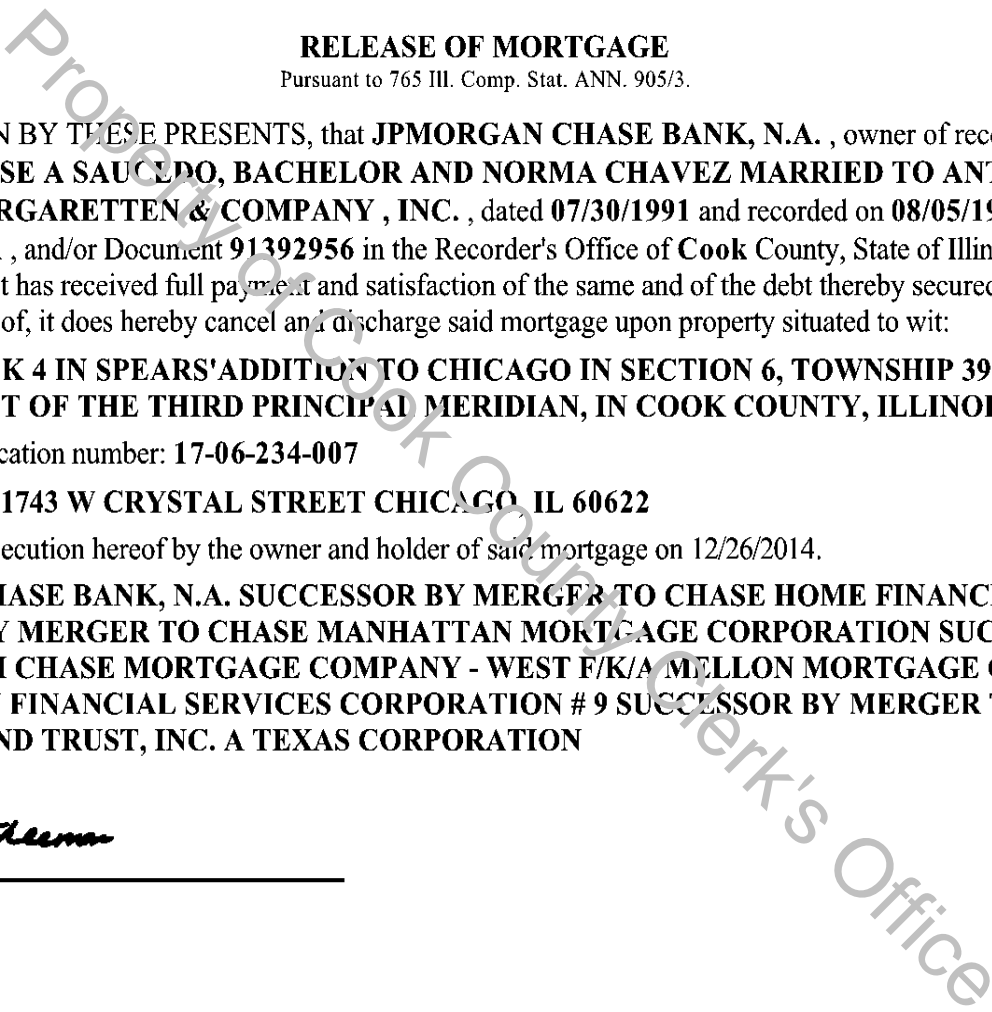 RELEASE OF MORTGAGE
Pursuant to 765 Ill. Comp. Stat. ANN. 905/3.
N BY THESE PRESENTS, that JPMORGAN CHASE BANK, N.A. , owner of reco
SE A SAUCEDO, BACHELOR AND NORMA CHAVEZ MARRIED TO ANT
RGARETTEN & COMPANY , INC. , dated 07/30/1991 and recorded on 08/05/19
, and/or Document 91392956 in the Recorder's Office of Cook County, State of Illin
t has received full payment and satisfaction of the same and of the debt thereby secured
of, it does hereby cancel and discharge said mortgage upon property situated to wit:
K 4 IN SPEARS'ADDITION TO CHICAGO IN SECTION 6, TOWNSHIP 39
T OF THE THIRD PRINCIPAL MERIDIAN, IN COOK COUNTY, ILLINOI
cation number: 17-06-234-007
1743 W CRYSTAL STREET CHICAGO, IL 60622
ecution hereof by the owner and holder of said mortgage on 12/26/2014.
HASE BANK, N.A. SUCCESSOR BY MERGER TO CHASE HOME FINANC
Y MERGER TO CHASE MANHATTAN MORTGAGE CORPORATION SUC
CHASE MORTGAGE COMPANY - WEST F/K/A MELLON MORTGAGE
FINANCIAL SERVICES CORPORATION # 9 SUCCESSOR BY MERGER
ND TRUST, INC. A TEXAS CORPORATION
Property of Cook County Clerk's Office